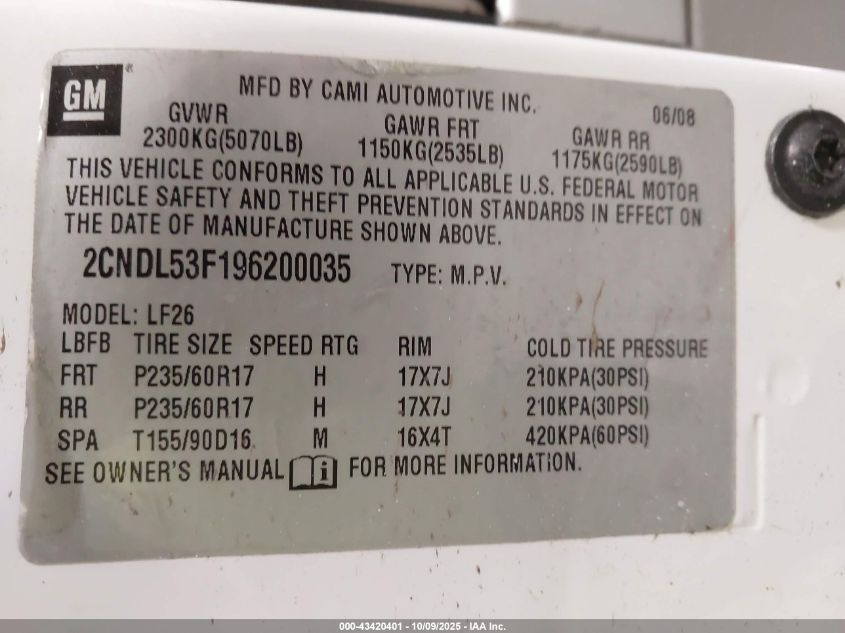 GM
MFD BY CAMI AUTOMOTIVE INC. 06/08
GVWR GAWR FRT GAWR RR
2300KG(5070LB) 1150KG(2535LB) 1175KG(2590LB)
THIS VEHICLE CONFORMS TO ALL APPLICABLE U.S. FEDERAL MOTOR
VEHICLE SAFETY AND THEFT PREVENTION STANDARDS IN EFFECT ON
THE DATE OF MANUFACTURE SHOWN ABOVE.
2CNDL53F196200035 TYPE: M.P.V.
MODEL: LF26
LBFB TIRE SIZE SPEED RTG RIM COLD TIRE PRESSURE
FRT P235/60R17 H 17X7J 210KPA(30PSI)
RR P235/60R17 H 17X7J 210KPA(30PSI)
SPA T155/90D16 M 16X4T 420KPA(60PSI)
SEE OWNER'S MANUAL i FOR MORE INFORMATION.
000-43420401 - 10/09/2025 - IAA Inc.